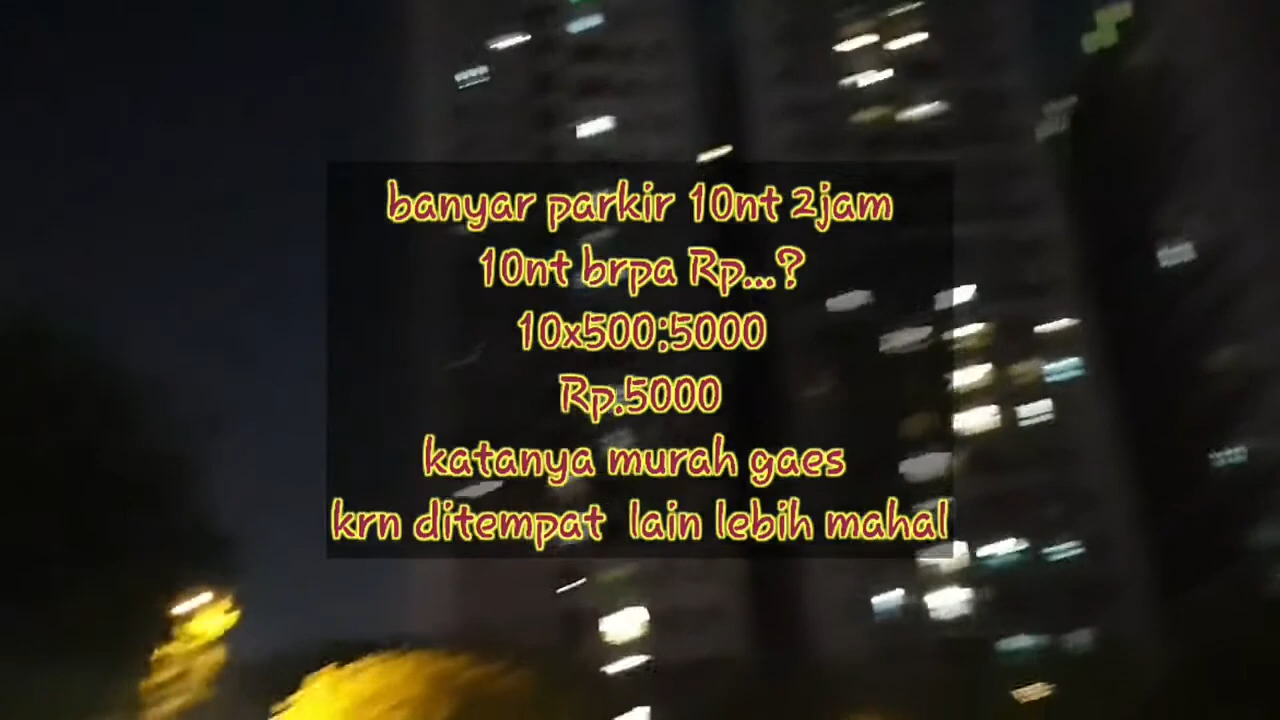 banyar parkir 10nt 2jam
10nt brpa Rp...?
10x500:5000
Rp.5000
katanya murah gaes
krn ditempat lain lebih mahal